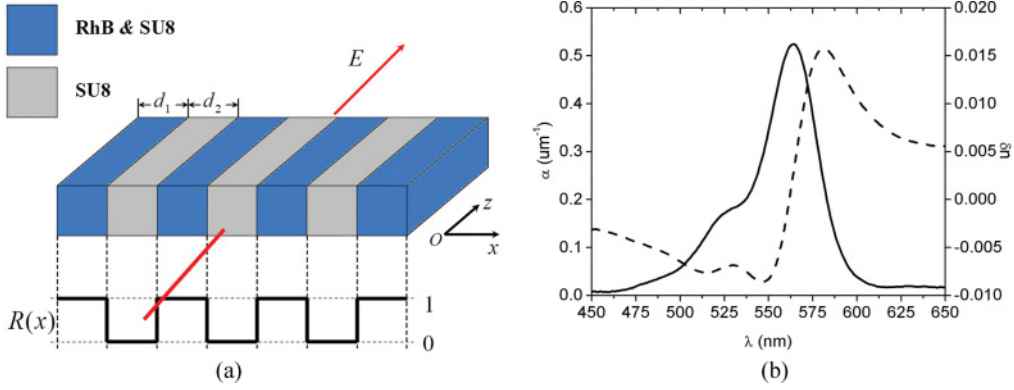 RhB & SU8
SU8
E
d₁ d₂
z
O x
R(x)
1
0
(a)
0.6
0.5
0.4
0.3
0.2
0.1
0.0
α (um⁻¹)
0.020
0.015
0.010
0.005
0.000
-0.005
-0.010
δn
450 475 500 525 550 575 600 625 650
λ (nm)
(b)